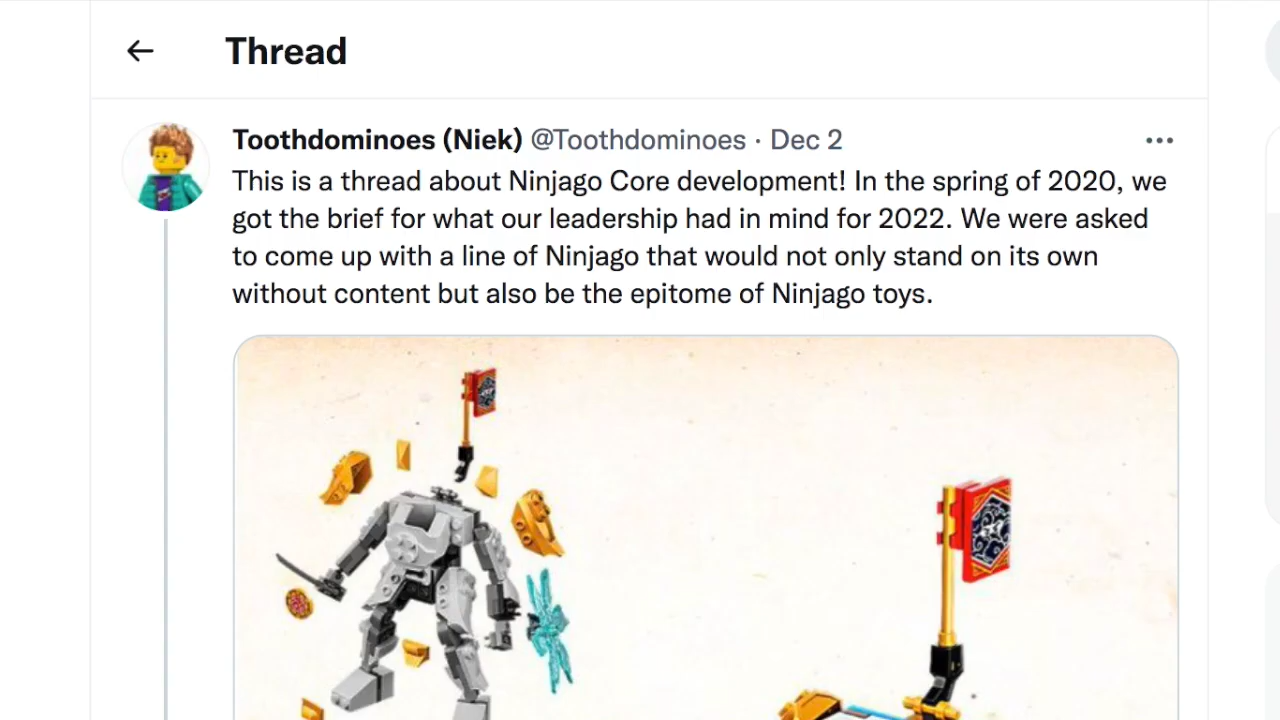 Thread
Toothdominoes (Niek) @Toothdominoes · Dec 2
This is a thread about Ninjago Core development! In the spring of 2020, we
got the brief for what our leadership had in mind for 2022. We were asked
to come up with a line of Ninjago that would not only stand on its own
without content but also be the epitome of Ninjago toys.